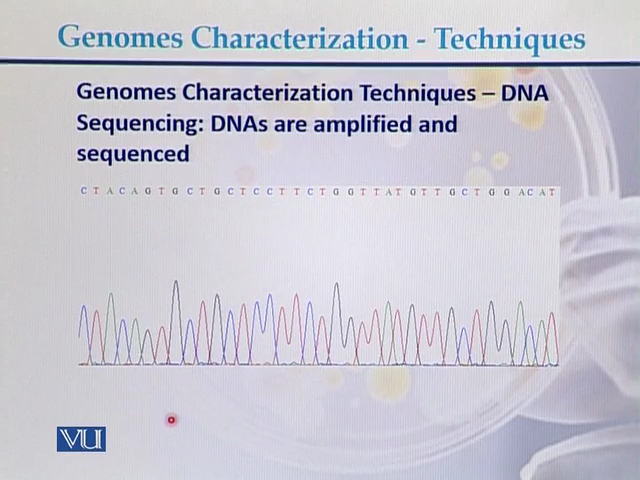 Genomes Characterization - Techniques
Genomes Characterization Techniques – DNA
Sequencing: DNAs are amplified and
sequenced
C T A C A G T G C T G C T C C T T C T G G T T A T G T T G C T G G A C A T
VU